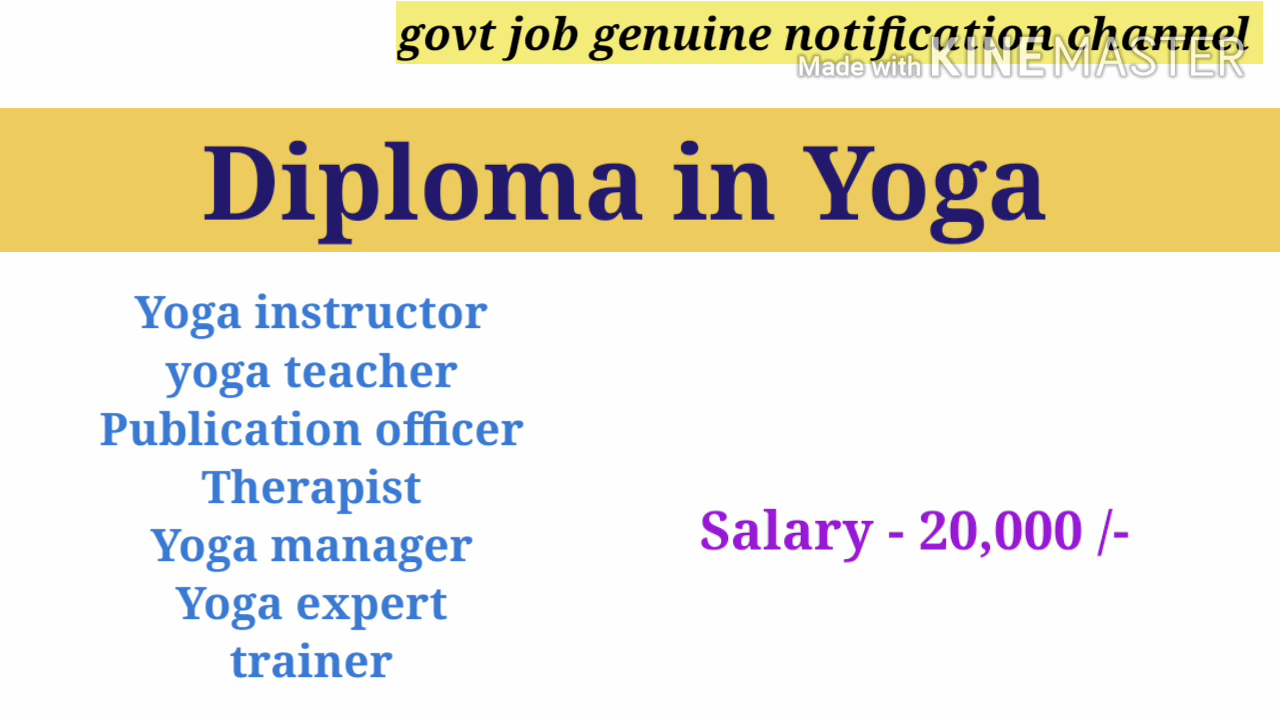 govt job genuine notification channel
Made with KINEMASTER
Diploma in Yoga
Yoga instructor
yoga teacher
Publication officer
Therapist
Yoga manager
Yoga expert
trainer
Salary - 20,000 /-